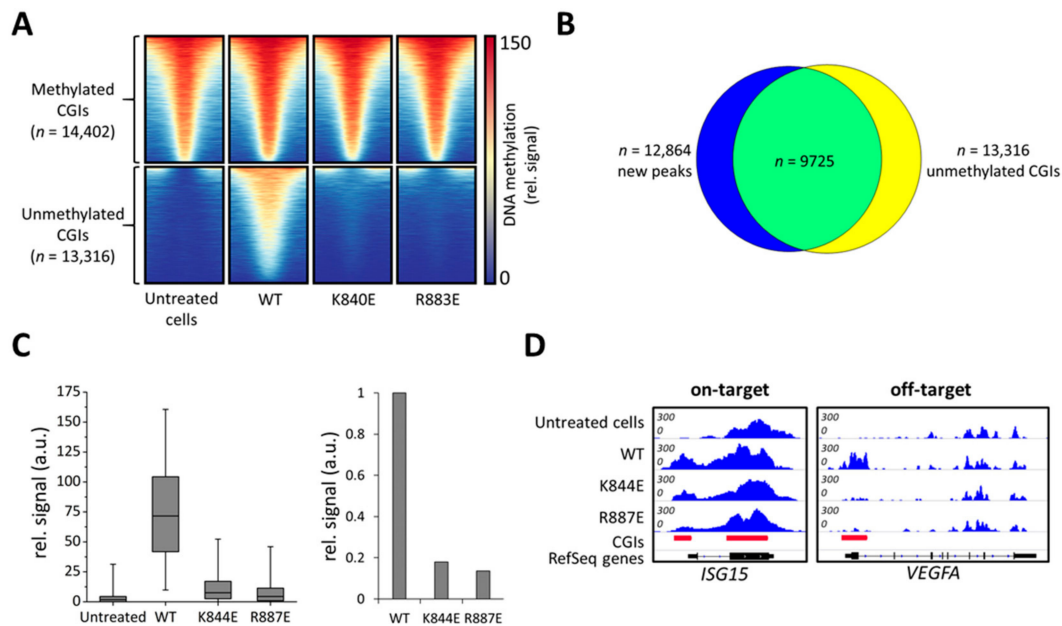 A
Methylated
CGIs
(n = 14,402)
Unmethylated
CGIs
(n = 13,316)
Untreated
cells
WT
K840E
R883E
150
DNA methylation
(rel. signal)
0
B
n = 12,864
new peaks
n = 9725
n = 13,316
unmethylated CGIs
C
rel. signal (a.u.)
175
150
125
100
75
50
25
0
Untreated
WT
K844E
R887E
rel. signal (a.u.)
1
0.8
0.6
0.4
0.2
0
WT
K844E
R887E
D
on-target
off-target
Untreated cells
300
0
300
0
WT
300
0
300
0
K844E
300
0
300
0
R887E
300
0
300
0
CGIs
RefSeq genes
ISG15
VEGFA